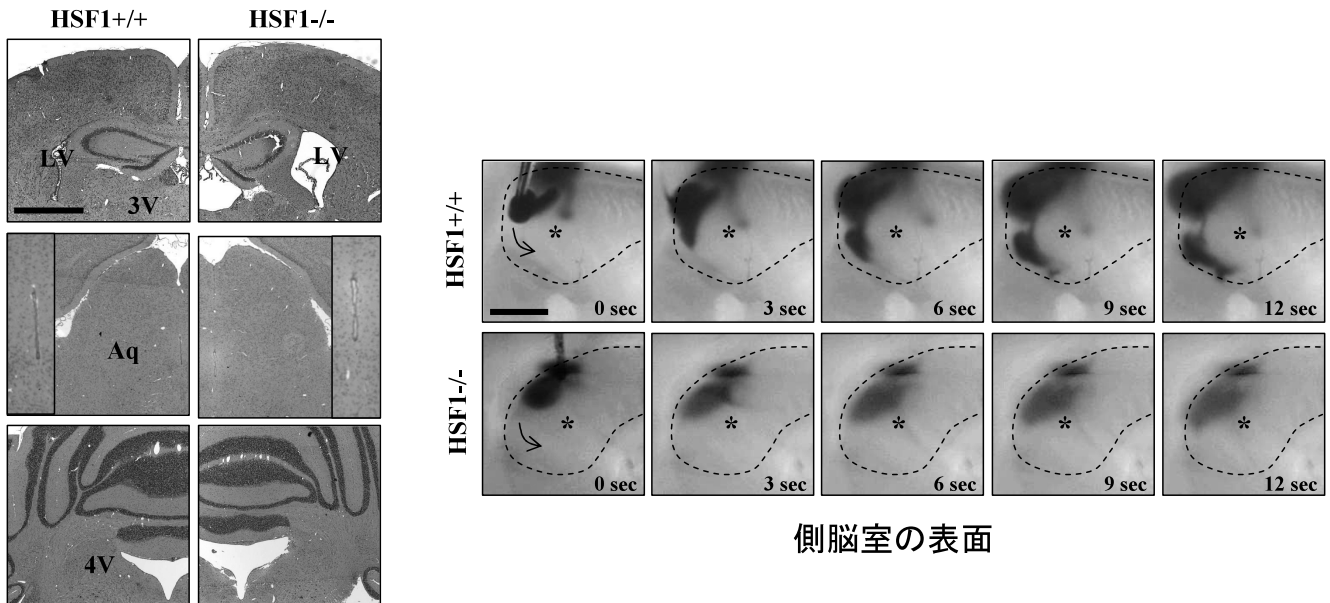 HSF1+/+ HSF1-/-
LV LV
3V
Aq
4V
HSF1+/+
* * * * *
0 sec 3 sec 6 sec 9 sec 12 sec
HSF1-/-
* * * * *
0 sec 3 sec 6 sec 9 sec 12 sec
側脳室の表面